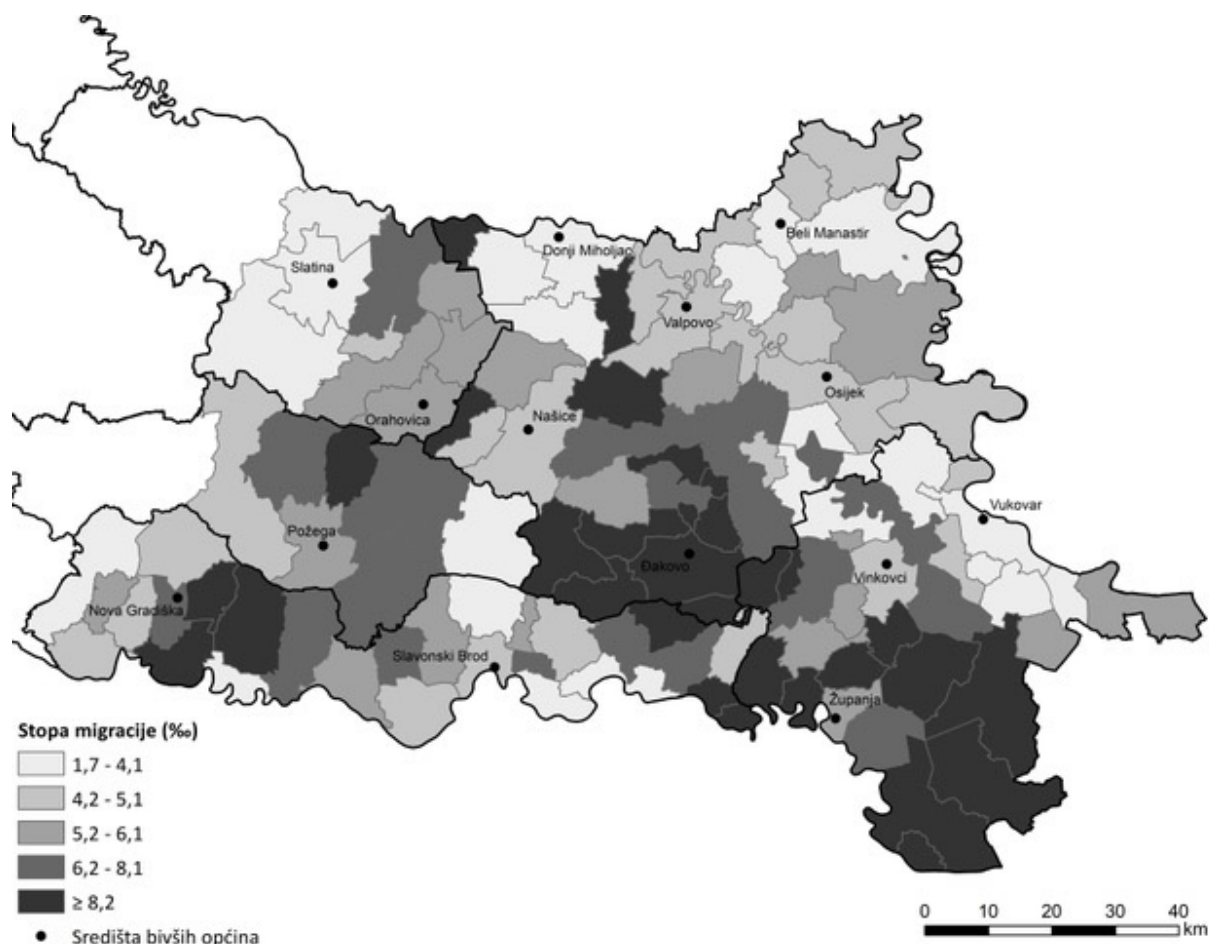 Beli Manastir
Donji Miholjac
Slatina
Valpovo
Osijek
Orahovica
Našice
Vukovar
Požega
Đakovo
Vinkovci
Nova Gradiška
Slavonski Brod
Županja
Stopa migracije (‰)
1,7 - 4,1
4,2 - 5,1
5,2 - 6,1
6,2 - 8,1
≥ 8,2
Središta bivših općina
0 10 20 30 40
km